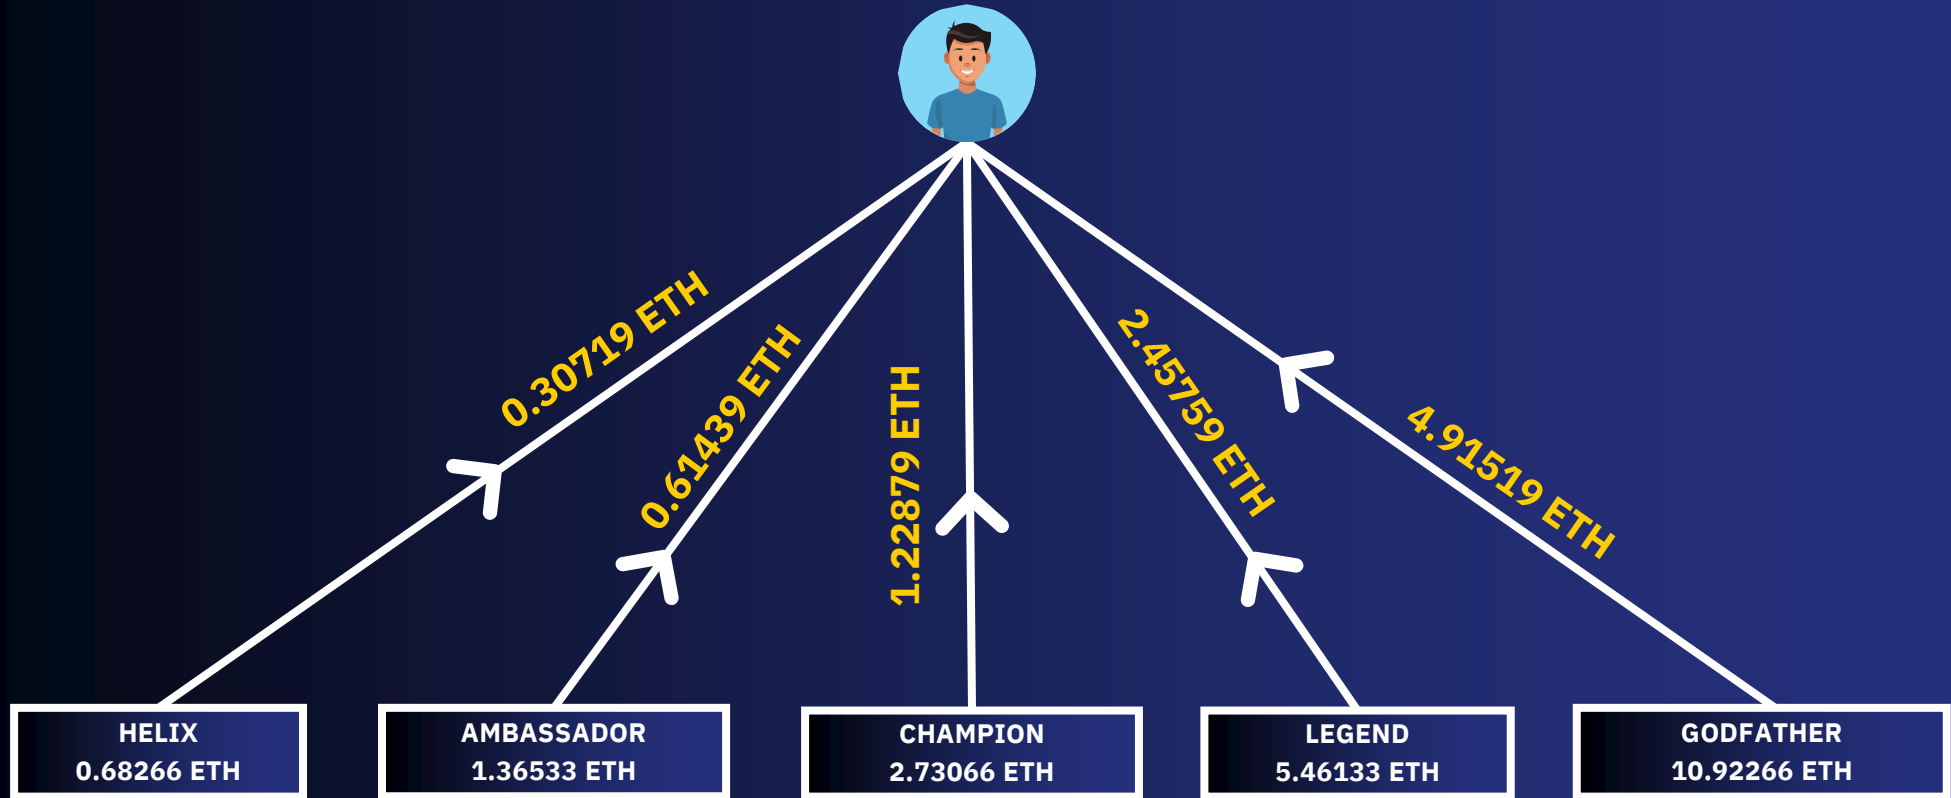 0.30719 ETH
0.61439 ETH
1.22879 ETH
2.45759 ETH
4.91519 ETH
HELIX
0.68266 ETH
AMBASSADOR
1.36533 ETH
CHAMPION
2.73066 ETH
LEGEND
5.46133 ETH
GODFATHER
10.92266 ETH